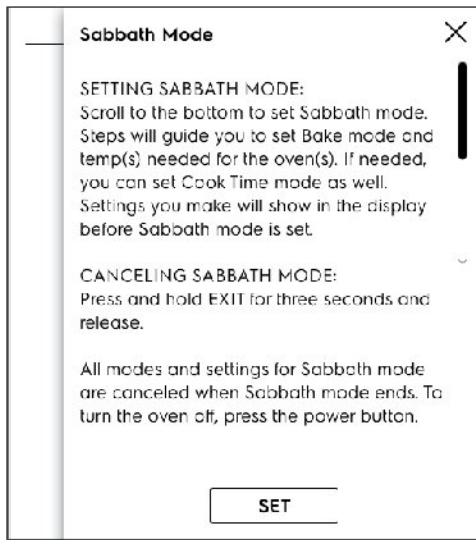 Sabbath Mode
SETTING SABBATH MODE:
Scroll to the bottom to set Sabbath mode.
Steps will guide you to set Bake mode and
temp(s) needed for the oven(s). If needed,
you can set Cook Time mode as well.
Settings you make will show in the display
before Sabbath mode is set.
CANCELING SABBATH MODE:
Press and hold EXIT for three seconds and
release.
All modes and settings for Sabbath mode
are canceled when Sabbath mode ends. To
turn the oven off, press the power button.
SET